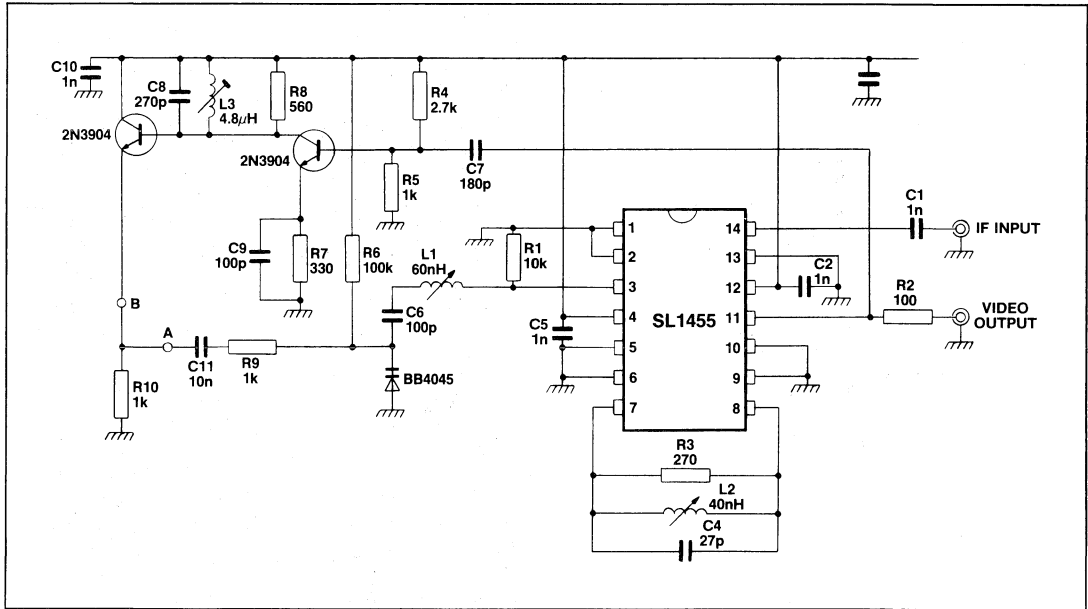 C10
1n
C8
270p
L3
4.8µH
R8
560
R4
2.7k
2N3904
2N3904
C7
180p
R5
1k
C9
100p
R7
330
R6
100k
L1
60nH
R1
10k
C6
100p
C5
1n
BB4045
B
A
C11
10n
R9
1k
R10
1k
1
2
3
4
5
6
7
SL1455
14
13
12
11
10
9
8
C1
1n
IF INPUT
C2
1n
R2
100
VIDEO
OUTPUT
R3
270
L2
40nH
C4
27p